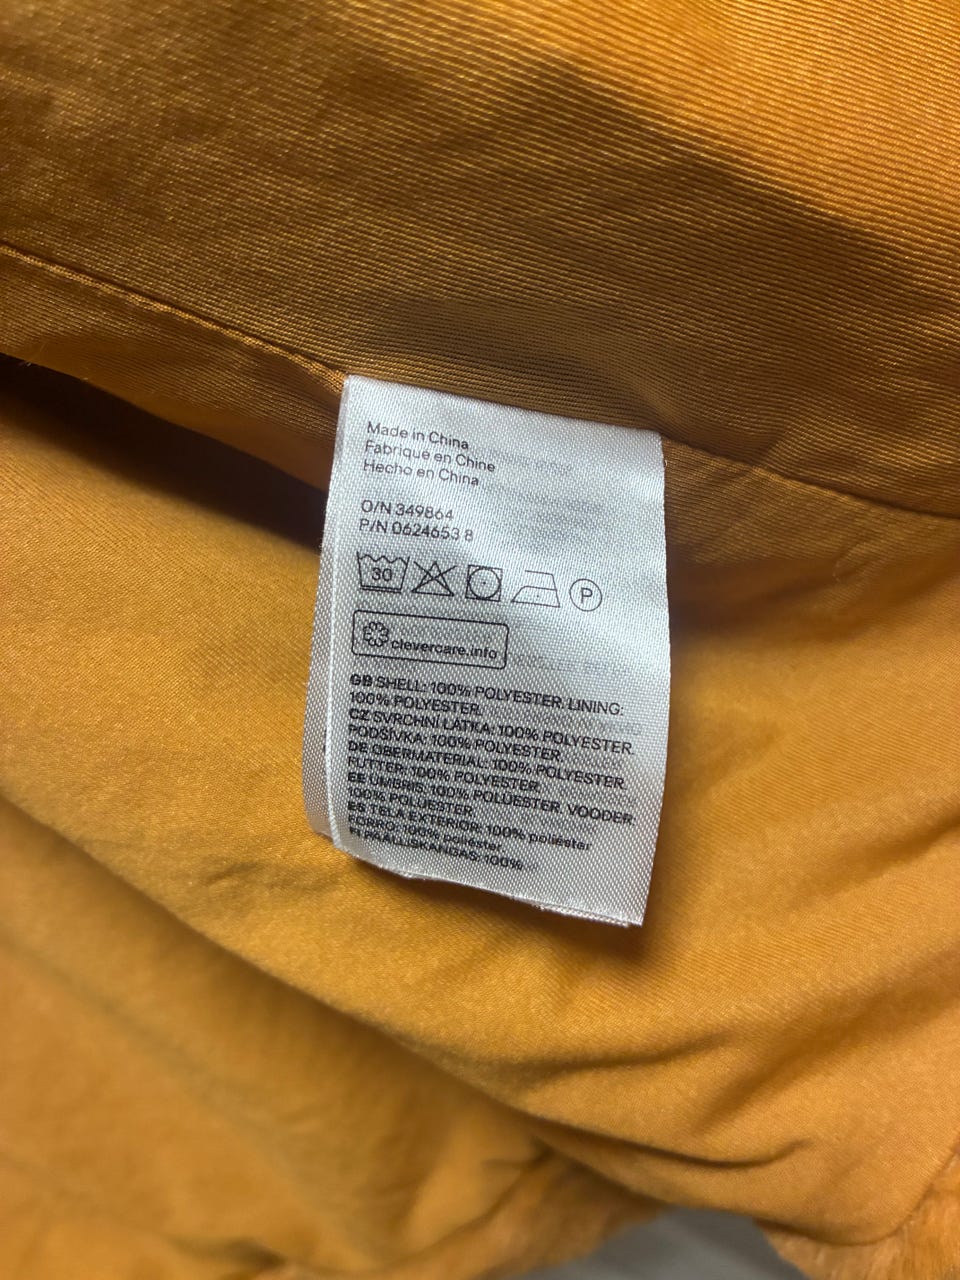 Made in China
Fabrique en Chine
Hecho en China
O/N 349864
P/N 0624653 8
30
P
clevercare.info
GB SHELL: 100% POLYESTER. LINING:
100% POLYESTER.
CZ SVRCHNÍ LÁTKA: 100% POLYESTER.
PODŠÍVKA: 100% POLYESTER.
DE OBERMATERIAL: 100% POLYESTER.
FUTTER: 100% POLYESTER.
EE ÜMBRIS: 100% POLÜESTER. VOODER:
100% POLÜESTER.
ES TELA EXTERIOR: 100% poliéster
FORRO: 100% poliéster
FI PÄÄLLISKANGAS: 100%